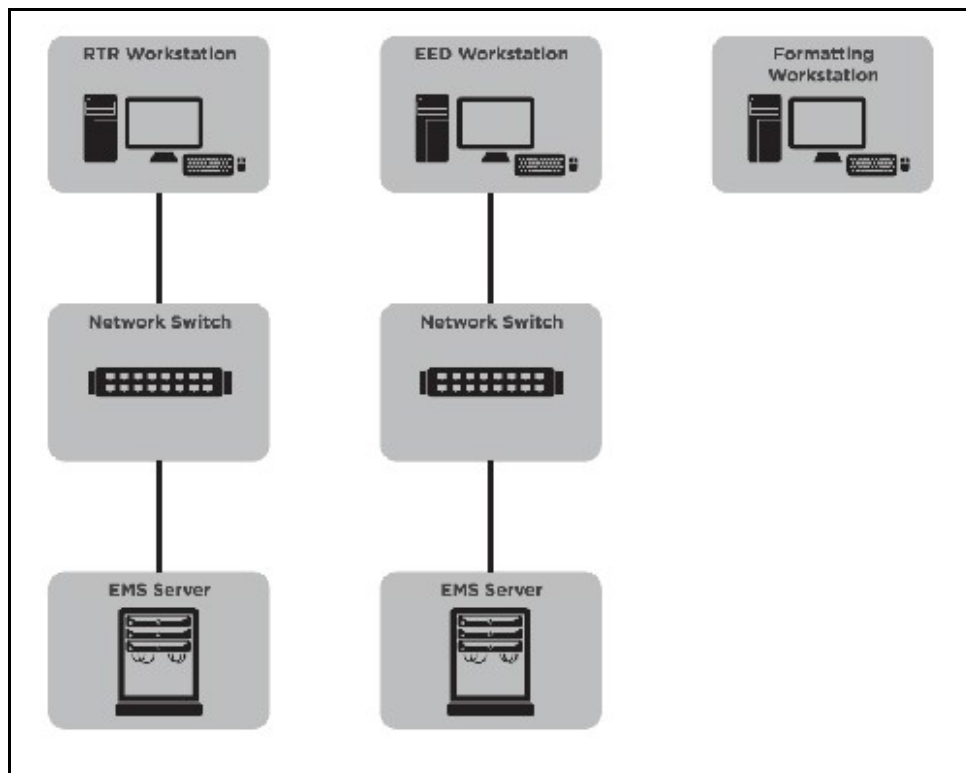 RTR Workstation
EED Workstation
Formatting
Workstation
Network Switch
Network Switch
EMS Server
EMS Server